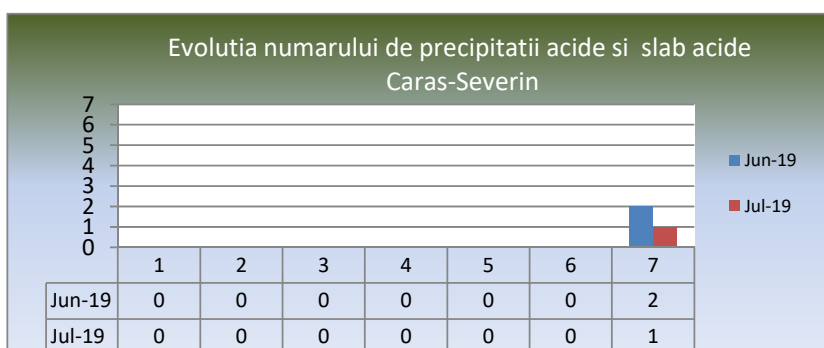 Evolutia numarului de precipitatii acide si slab acide
Caras-Severin
7
6
5
4
3
2
1
0
Jun-19
Jul-19
1 2 3 4 5 6 7
Jun-19 0 0 0 0 0 0 2
Jul-19 0 0 0 0 0 0 1